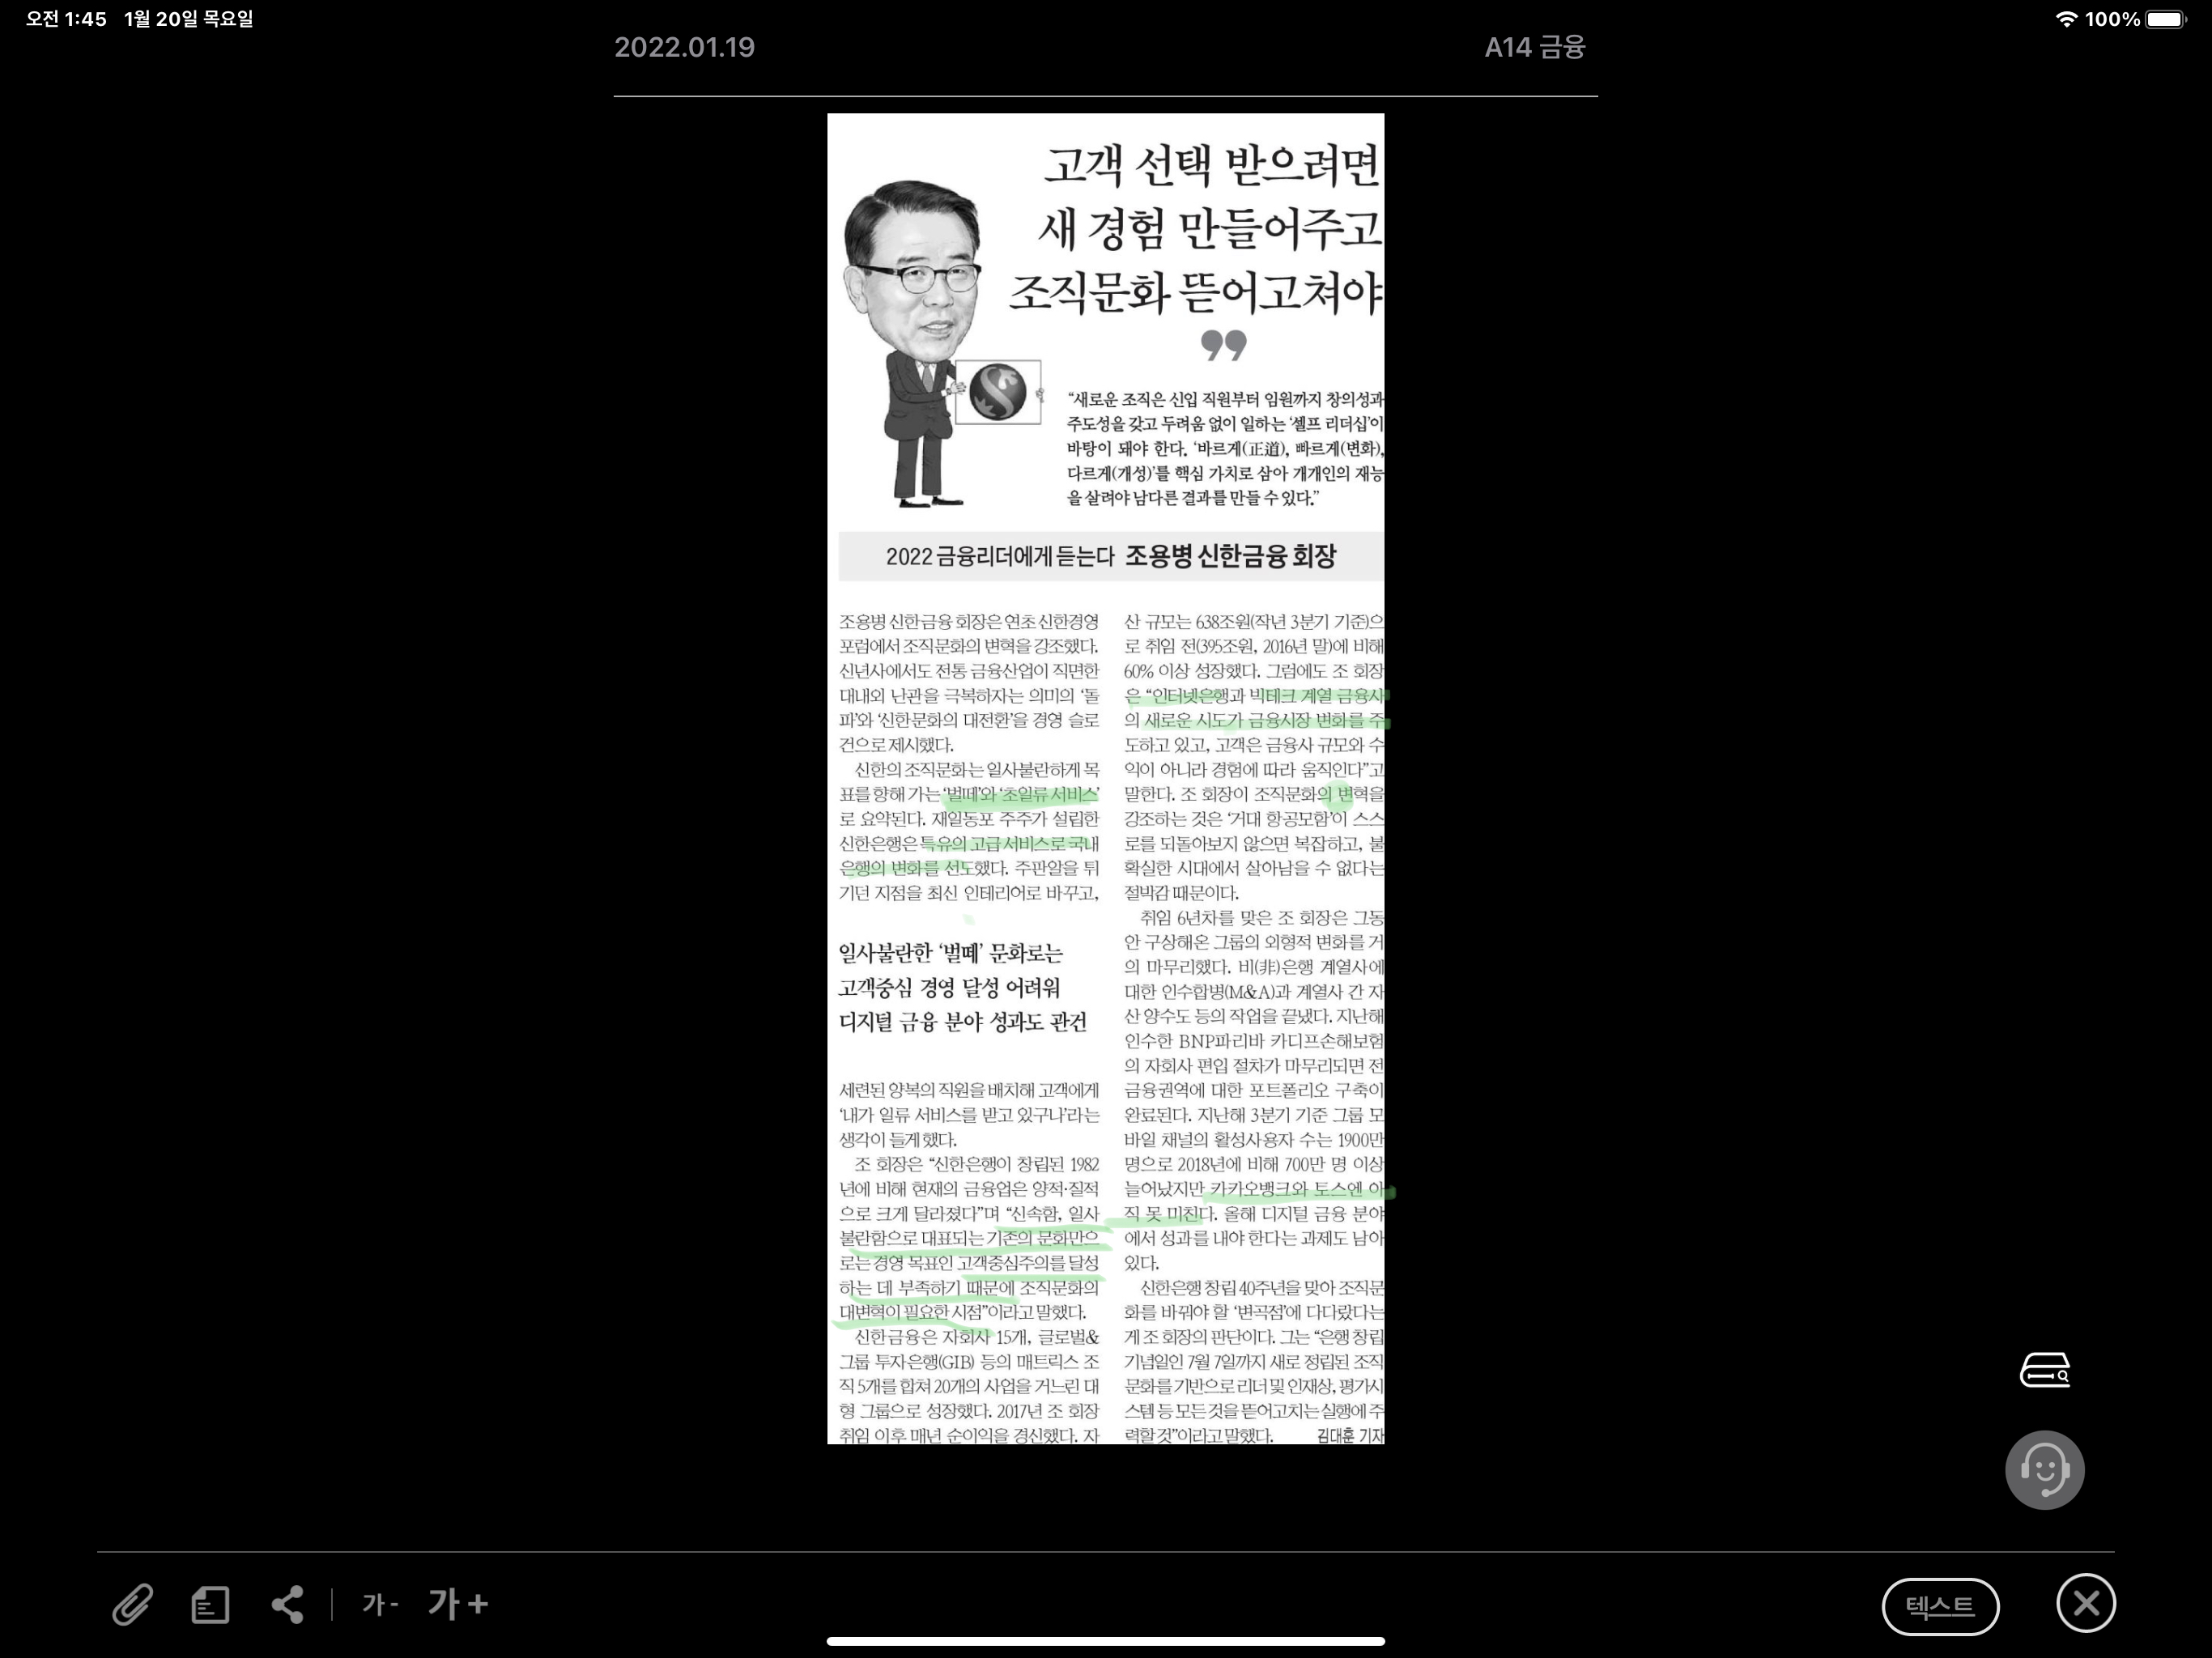 오전 1:45 1월 20일 목요일
100%
2022.01.19
A14 금융
고객 선택 받으려면
새 경험 만들어주고
조직문화 뜯어고쳐야
”
“새로운 조직은 신입 직원부터 임원까지 창의성과
주도성을 갖고 두려움 없이 일하는 ‘셀프 리더십’이
바탕이 돼야 한다. ‘바르게(正道), 빠르게(변화),
다르게(개성)’를 핵심 가치로 삼아 개개인의 재능
을 살려야 남다른 결과를 만들 수 있다.”
2022 금융리더에게 듣는다 조용병 신한금융 회장
조용병 신한금융 회장은 연초 신한경영
포럼에서 조직문화의 변혁을 강조했다.
신년사에서도 전통 금융산업이 직면한
대내외 난관을 극복하자는 의미의 ‘돌
파’와 ‘신한문화의 대전환’을 경영 슬로
건으로 제시했다.
신한의 조직문화는 일사불란하게 목
표를 향해 가는 ‘벌떼’와 ‘초일류 서비스’
로 요약된다. 재일동포 주주가 설립한
신한은행은 특유의 고급 서비스로 국내
은행의 변화를 선도했다. 주판알을 튀
기던 지점을 최신 인테리어로 바꾸고,
일사불란한 ‘벌떼’ 문화로는
고객중심 경영 달성 어려워
디지털 금융 분야 성과도 관건
세련된 양복의 직원을 배치해 고객에게
‘내가 일류 서비스를 받고 있구나’라는
생각이 들게 했다.
조 회장은 “신한은행이 창립된 1982
년에 비해 현재의 금융업은 양적·질적
으로 크게 달라졌다”며 “신속함, 일사
불란함으로 대표되는 기존의 문화만으
로는 경영 목표인 고객중심주의를 달성
하는 데 부족하기 때문에 조직문화의
대변혁이 필요한 시점”이라고 말했다.
신한금융은 자회사 15개, 글로벌&
그룹 투자은행(GIB) 등의 매트릭스 조
직 5개를 합쳐 20개의 사업을 거느린 대
형 그룹으로 성장했다. 2017년 조 회장
취임 이후 매년 순이익을 경신했다. 자
산 규모는 638조원(작년 3분기 기준)으
로 취임 전(395조원, 2016년 말)에 비해
60% 이상 성장했다. 그럼에도 조 회장
은 “인터넷은행과 빅테크 계열 금융사
의 새로운 시도가 금융시장 변화를 주
도하고 있고, 고객은 금융사 규모와 수
익이 아니라 경험에 따라 움직인다”고
말한다. 조 회장이 조직문화의 변혁을
강조하는 것은 ‘거대 항공모함’이 스스
로를 되돌아보지 않으면 복잡하고, 불
확실한 시대에서 살아남을 수 없다는
절박감 때문이다.
취임 6년차를 맞은 조 회장은 그동
안 구상해온 그룹의 외형적 변화를 거
의 마무리했다. 비(非)은행 계열사에
대한 인수합병(M&A)과 계열사 간 자
산 양수도 등의 작업을 끝냈다. 지난해
인수한 BNP파리바 카디프손해보험
의 자회사 편입 절차가 마무리되면 전
금융권역에 대한 포트폴리오 구축이
완료된다. 지난해 3분기 기준 그룹 모
바일 채널의 활성사용자 수는 1900만
명으로 2018년에 비해 700만 명 이상
늘어났지만 카카오뱅크와 토스엔 아
직 못 미친다. 올해 디지털 금융 분야
에서 성과를 내야 한다는 과제도 남아
있다.
신한은행 창립 40주년을 맞아 조직문
화를 바꿔야 할 ‘변곡점’에 다다랐다는
게 조 회장의 판단이다. 그는 “은행 창립
기념일인 7월 7일까지 새로 정립된 조직
문화를 기반으로 리더 및 인재상, 평가시
스템 등 모든 것을 뜯어고치는 실행에 주
력할 것”이라고 말했다. 김대훈 기자
가 - 가 +
텍스트